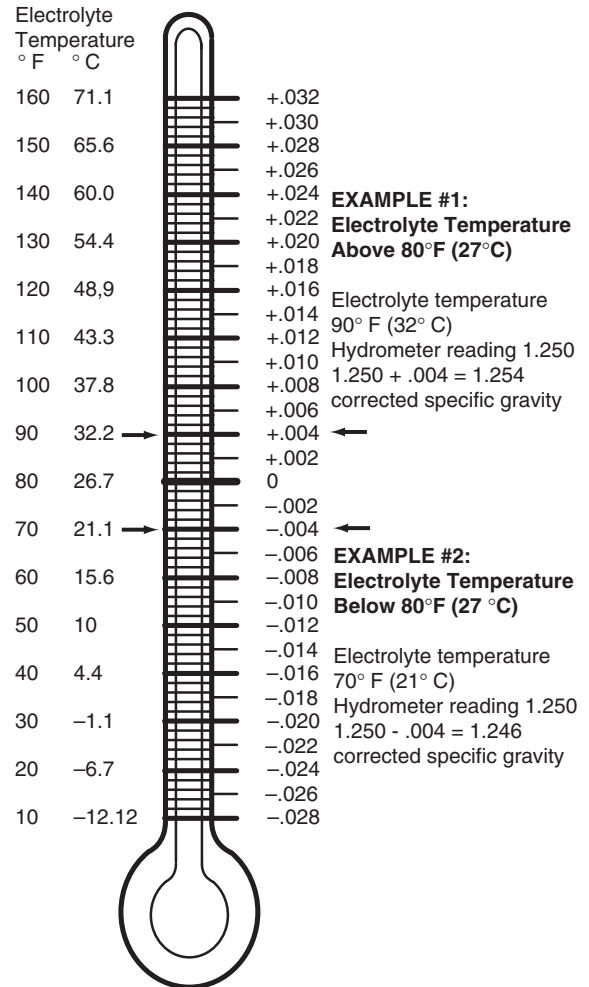 Electrolyte
Temperature
° F ° C
160 71.1 +.032
+.030
150 65.6 +.028
+.026
140 60.0 +.024
+.022
130 54.4 +.020
+.018
120 48,9 +.016
+.014
110 43.3 +.012
+.010
100 37.8 +.008
+.006
90 32.2 +.004
+.002
80 26.7 0
–.002
70 21.1 –.004
–.006
60 15.6 –.008
–.010
50 10 –.012
–.014
40 4.4 –.016
–.018
30 –1.1 –.020
–.022
20 –6.7 –.024
–.026
10 –12.12 –.028
EXAMPLE #1:
Electrolyte Temperature
Above 80°F (27°C)
Electrolyte temperature
90° F (32° C)
Hydrometer reading 1.250
1.250 + .004 = 1.254
corrected specific gravity
EXAMPLE #2:
Electrolyte Temperature
Below 80°F (27 °C)
Electrolyte temperature
70° F (21° C)
Hydrometer reading 1.250
1.250 - .004 = 1.246
corrected specific gravity